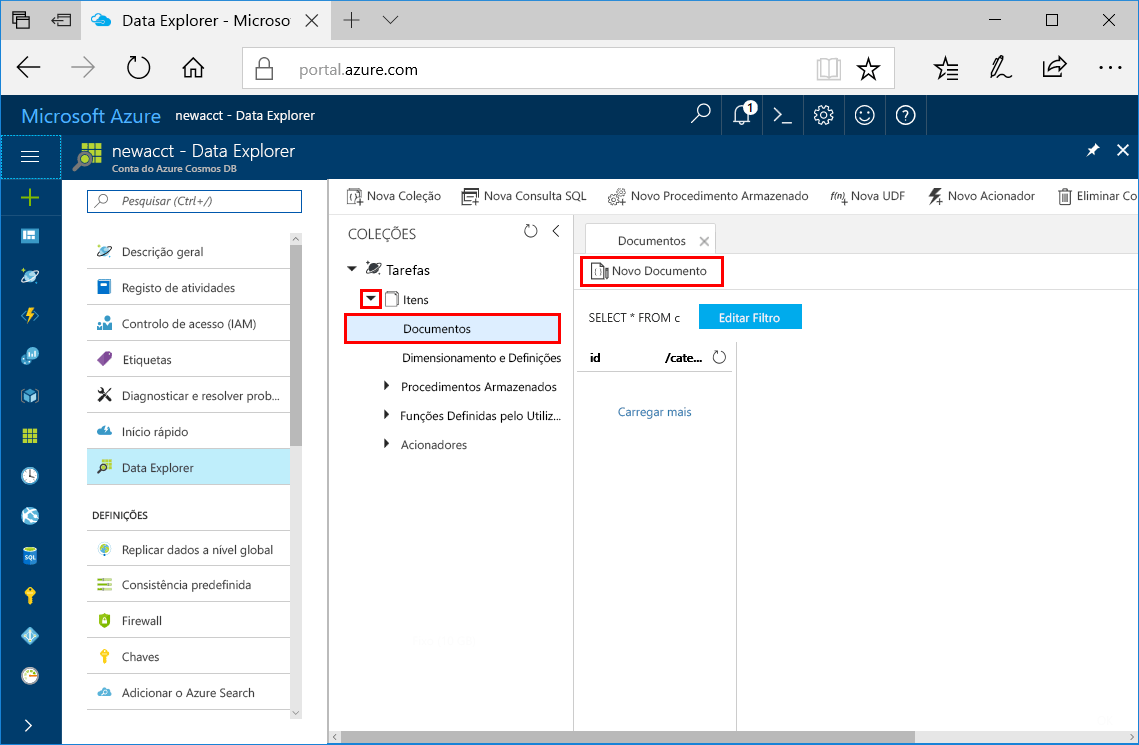 Data Explorer - Microso
portal.azure.com
Microsoft Azure newacct - Data Explorer
1
newacct - Data Explorer
Conta do Azure Cosmos DB
Pesquisar (Ctrl+/)
Descrição geral
Registo de atividades
Controlo de acesso (IAM)
Etiquetas
Diagnosticar e resolver prob...
Início rápido
Data Explorer
DEFINIÇÕES
Replicar dados a nível global
Consistência predefinida
Firewall
Chaves
Adicionar o Azure Search
SQL
Nova Coleção Nova Consulta SQL Novo Procedimento Armazenado Nova UDF Novo Acionador Eliminar Co
COLEÇÕES
Tarefas
Itens
Documentos
Dimensionamento e Definições
Procedimentos Armazenados
Funções Definidas pelo Utiliz...
Acionadores
Documentos
Novo Documento
SELECT * FROM c Editar Filtro
id /cate...
Carregar mais